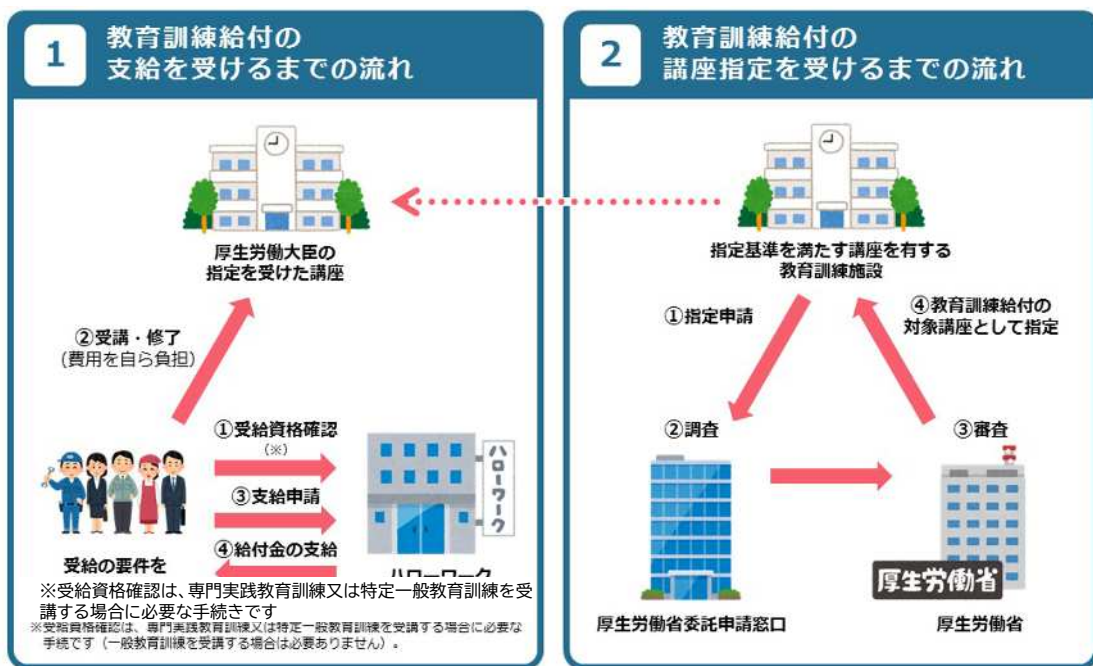 1
教育訓練給付の
支給を受けるまでの流れ
厚生労働大臣の
指定を受けた講座
②受講・修了
(費用を自ら負担)
①受給資格確認
(※)
③支給申請
④給付金の支給
ハローワーク
受給の要件を
ハローワーク
※受給資格確認は、専門実践教育訓練又は特定一般教育訓練を受
講する場合に必要な手続きです
※受給資格確認は、専門実践教育訓練又は特定一般教育訓練を受講する場合に必要な
手続です(一般教育訓練を受講する場合は必要ありません)。
2
教育訓練給付の
講座指定を受けるまでの流れ
指定基準を満たす講座を有する
教育訓練施設
①指定申請
④教育訓練給付の
対象講座として指定
②調査
③審査
厚生労働省
厚生労働省委託申請窓口
厚生労働省